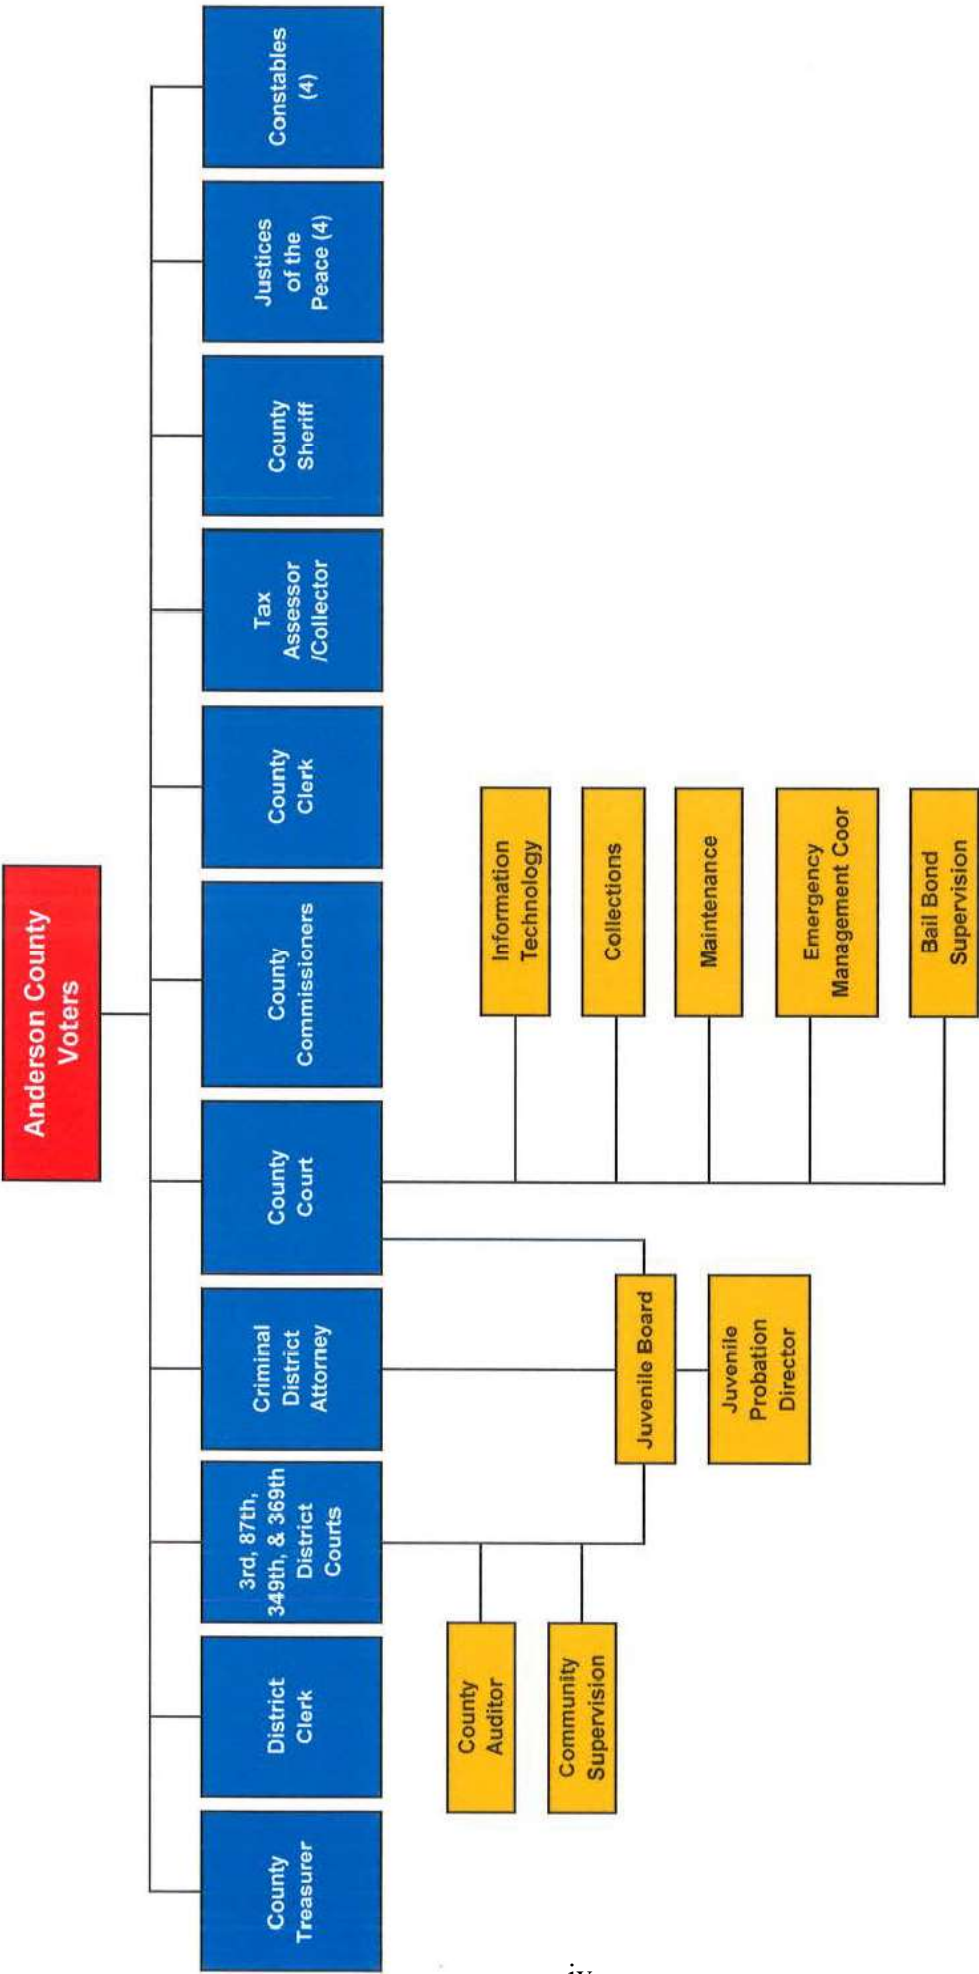 Anderson County
Voters
County
Treasurer
District
Clerk
3rd, 87th,
349th, & 369th
District
Courts
Criminal
District
Attorney
County
Court
County
Commissioners
County
Clerk
Tax
Assessor
/Collector
County
Sheriff
Justices
of the
Peace (4)
Constables
(4)
County
Auditor
Community
Supervision
Juvenile Board
Juvenile
Probation
Director
Information
Technology
Collections
Maintenance
Emergency
Management Coor
Bail Bond
Supervision
iv